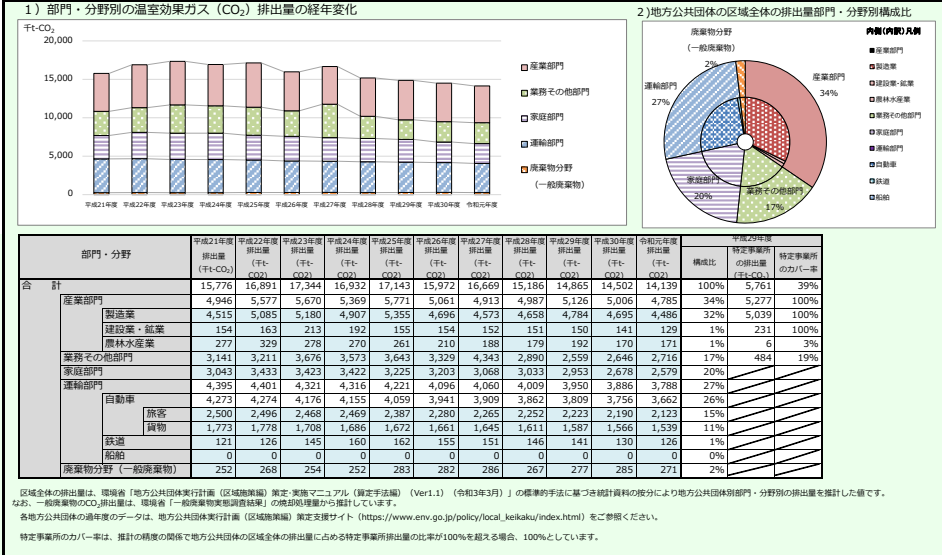 1）部門・分野別の温室効果ガス（CO2）排出量の経年変化
千t-CO2
20,000
15,000
10,000
5,000
0
平成21年度 平成22年度 平成23年度 平成24年度 平成25年度 平成26年度 平成27年度 平成28年度 平成29年度 平成30年度 令和元年度
産業部門
業務その他部門
家庭部門
運輸部門
廃棄物分野
（一般廃棄物）
2)地方公共団体の区域全体の排出量部門・分野別構成比
廃棄物分野
（一般廃棄物）
2%
産業部門
34%
業務その他部門
17%
家庭部門
20%
運輸部門
27%
内側(内訳)凡例
産業部門
製造業
建設業・鉱業
農林水産業
業務その他部門
家庭部門
運輸部門
自動車
鉄道
船舶
部門・分野 平成21年度 平成22年度 平成23年度 平成24年度 平成25年度 平成26年度 平成27年度 平成28年度 平成29年度 平成30年度 令和元年度 平成29年度
排出量 排出量 排出量 排出量 排出量 排出量 排出量 排出量 排出量 排出量 排出量 構成比 特定事業所の排出量 特定事業所のカバー率
(千t-CO2) (千t-CO2) (千t-CO2) (千t-CO2) (千t-CO2) (千t-CO2) (千t-CO2) (千t-CO2) (千t-CO2) (千t-CO2) (千t-CO2) (千t-CO2)
合 計 15,776 16,891 17,344 16,932 17,143 15,972 16,669 15,186 14,865 14,502 14,139 100% 5,761 39%
産業部門 4,946 5,577 5,670 5,369 5,771 5,061 4,913 4,987 5,126 5,006 4,785 34% 5,277 100%
製造業 4,515 5,085 5,180 4,907 5,355 4,696 4,573 4,658 4,784 4,695 4,486 32% 5,039 100%
建設業・鉱業 154 163 213 192 155 154 152 151 150 141 129 1% 231 100%
農林水産業 277 329 278 270 261 210 188 179 192 170 171 1% 6 3%
業務その他部門 3,141 3,211 3,676 3,573 3,643 3,329 4,343 2,890 2,559 2,646 2,716 17% 484 19%
家庭部門 3,043 3,433 3,423 3,422 3,225 3,203 3,068 3,033 2,953 2,678 2,579 20%
運輸部門 4,395 4,401 4,321 4,316 4,221 4,096 4,060 4,009 3,950 3,886 3,788 27%
自動車 4,273 4,274 4,176 4,155 4,059 3,941 3,909 3,862 3,809 3,756 3,662 26%
旅客 2,500 2,496 2,468 2,469 2,387 2,280 2,265 2,252 2,223 2,190 2,123 15%
貨物 1,773 1,778 1,708 1,686 1,672 1,661 1,645 1,611 1,587 1,566 1,539 11%
鉄道 121 126 145 160 162 155 151 146 141 130 126 1%
船舶 0 0 0 0 0 0 0 0 0 0 0 0%
廃棄物分野（一般廃棄物） 252 268 254 252 283 282 286 267 277 285 271 2%
区域全体の排出量は、環境省「地方公共団体実行計画（区域施策編）策定・実施マニュアル（算定手法編）（Ver1.1）（令和3年3月）」の標準的手法に基づき統計資料の按分により地方公共団体別部門・分野別の排出量を推計した値です。
なお、一般廃棄物のCO2排出量は、環境省「一般廃棄物実態調査結果」の焼却処理量から推計しています。
各地方公共団体の過年度のデータは、地方公共団体実行計画（区域施策編）策定支援サイト（https://www.env.go.jp/policy/local_keikaku/index.html）をご参照ください。
特定事業所のカバー率は、推計の精度の関係で地方公共団体の区域全体の排出量に占める特定事業所排出量の比率が100%を超える場合、100%としています。